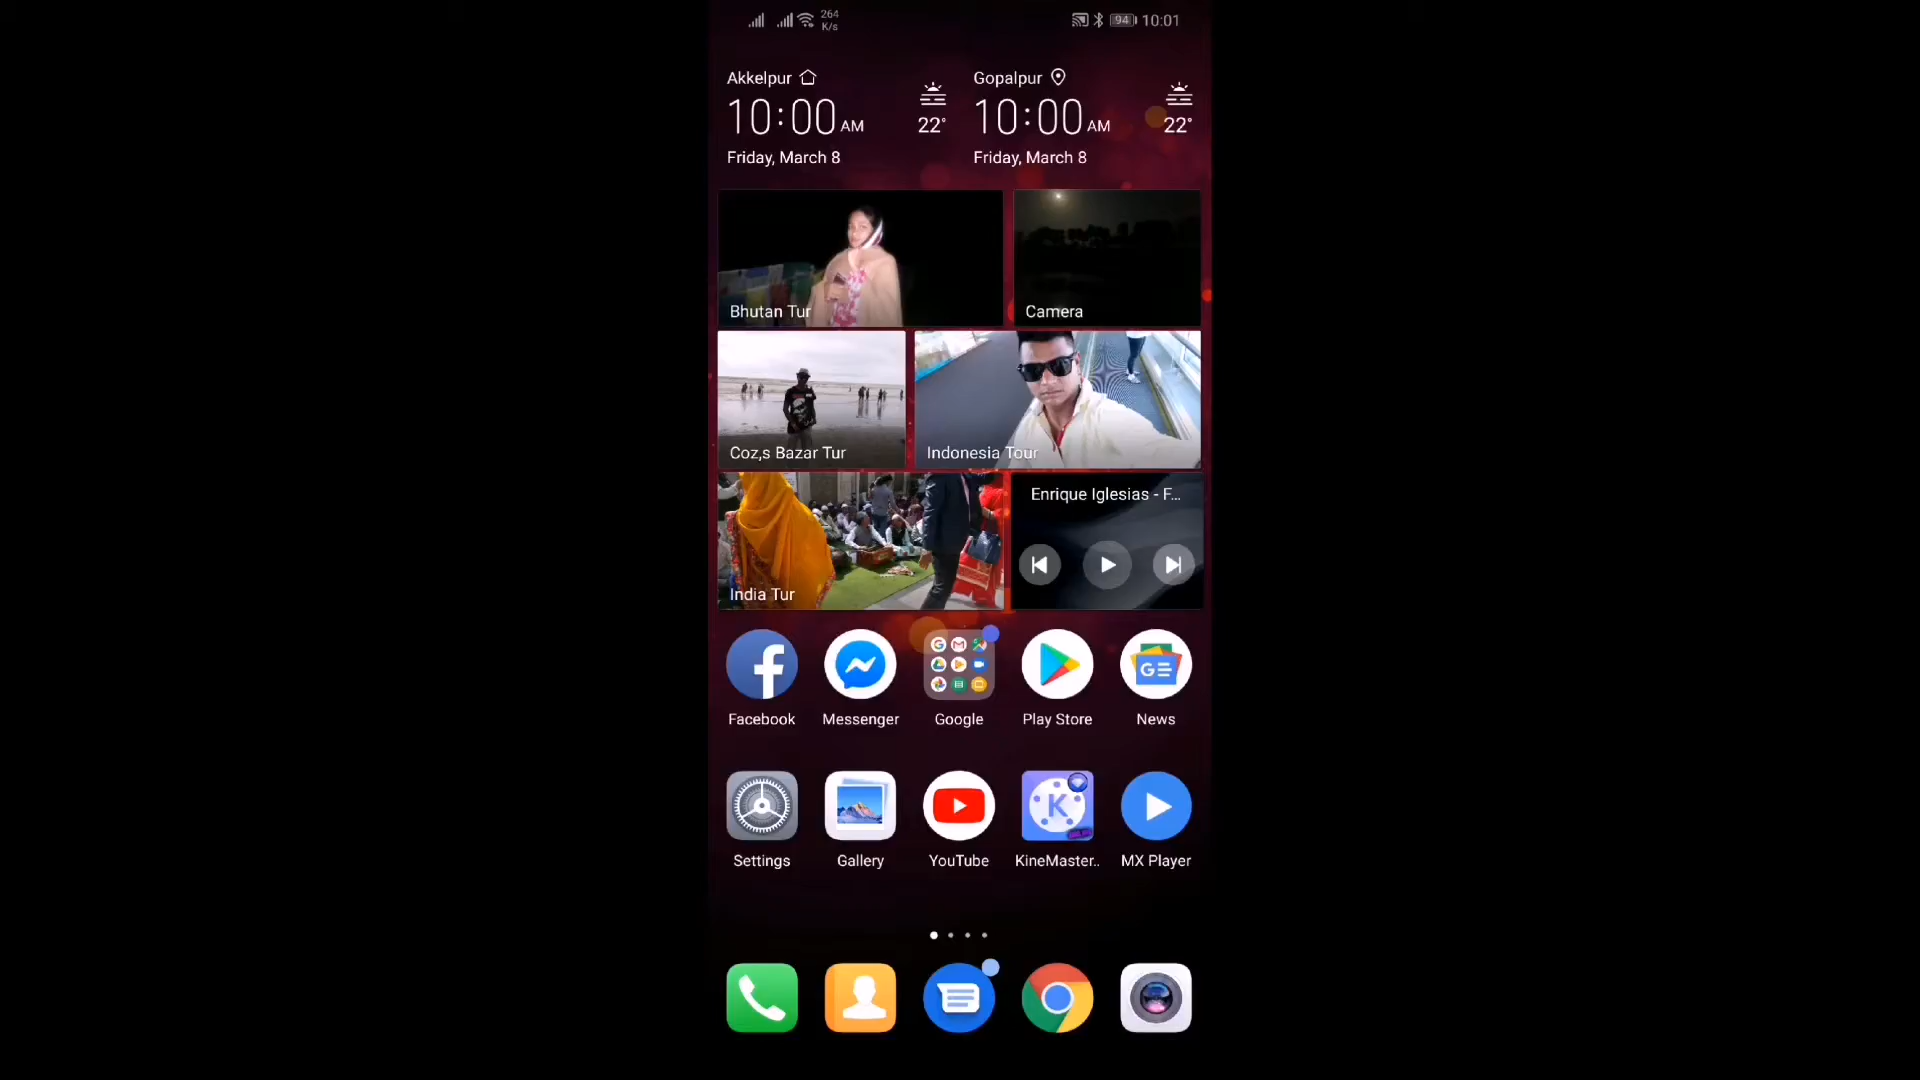 264
K/s
94
10:01
Akkelpur
Gopalpur
10:00 AM
22°
10:00 AM
22°
Friday, March 8
Friday, March 8
Bhutan Tur
Camera
Coz,s Bazar Tur
Indonesia Tour
India Tur
Enrique Iglesias - F...
Facebook
Messenger
Google
Play Store
News
Settings
Gallery
YouTube
KineMaster..
MX Player